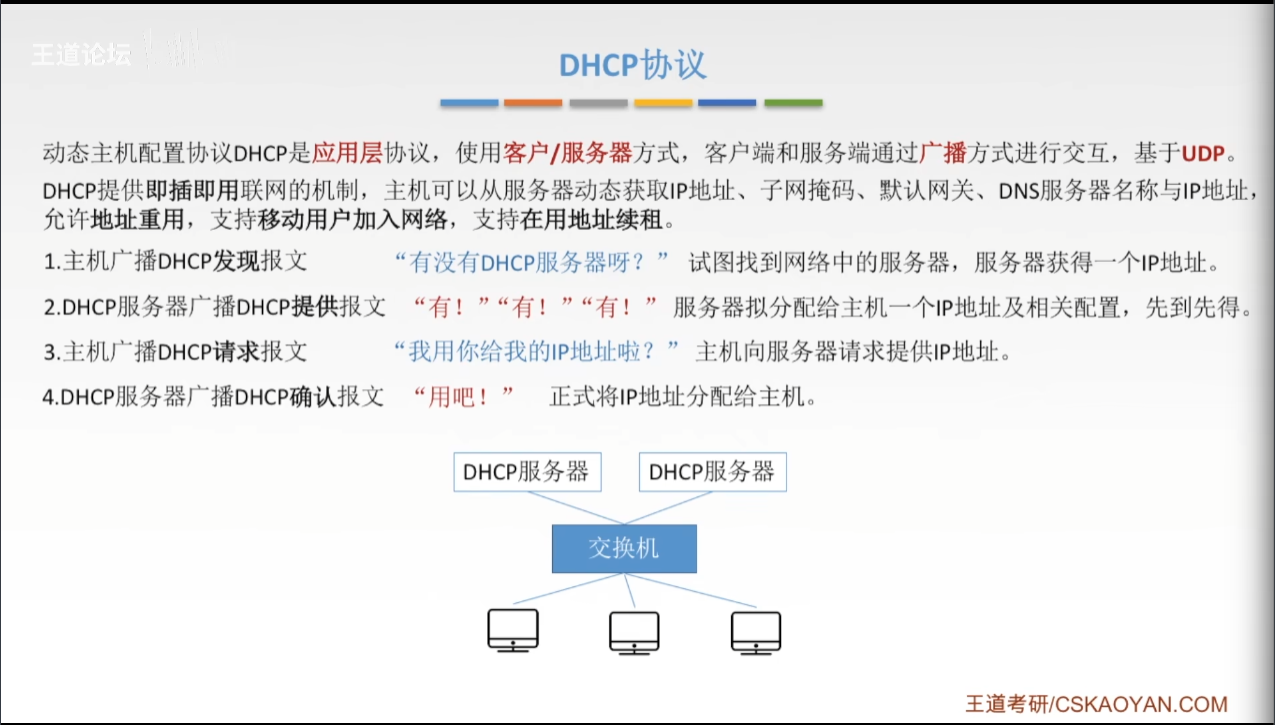 王道论坛
DHCP协议
动态主机配置协议DHCP是应用层协议，使用客户/服务器方式，客户端和服务端通过广播方式进行交互，基于UDP。
DHCP提供即插即用联网的机制，主机可以从服务器动态获取IP地址、子网掩码、默认网关、DNS服务器名称与IP地址，
允许地址重用，支持移动用户加入网络，支持在用地址续租。
1.主机广播DHCP发现报文 “有没有DHCP服务器呀？” 试图找到网络中的服务器，服务器获得一个IP地址。
2.DHCP服务器广播DHCP提供报文 “有！”“有！”“有！” 服务器拟分配给主机一个IP地址及相关配置，先到先得。
3.主机广播DHCP请求报文 “我用你给我的IP地址啦？” 主机向服务器请求提供IP地址。
4.DHCP服务器广播DHCP确认报文 “用吧！” 正式将IP地址分配给主机。
DHCP服务器 DHCP服务器
交换机
王道考研/CSKAOYAN.COM